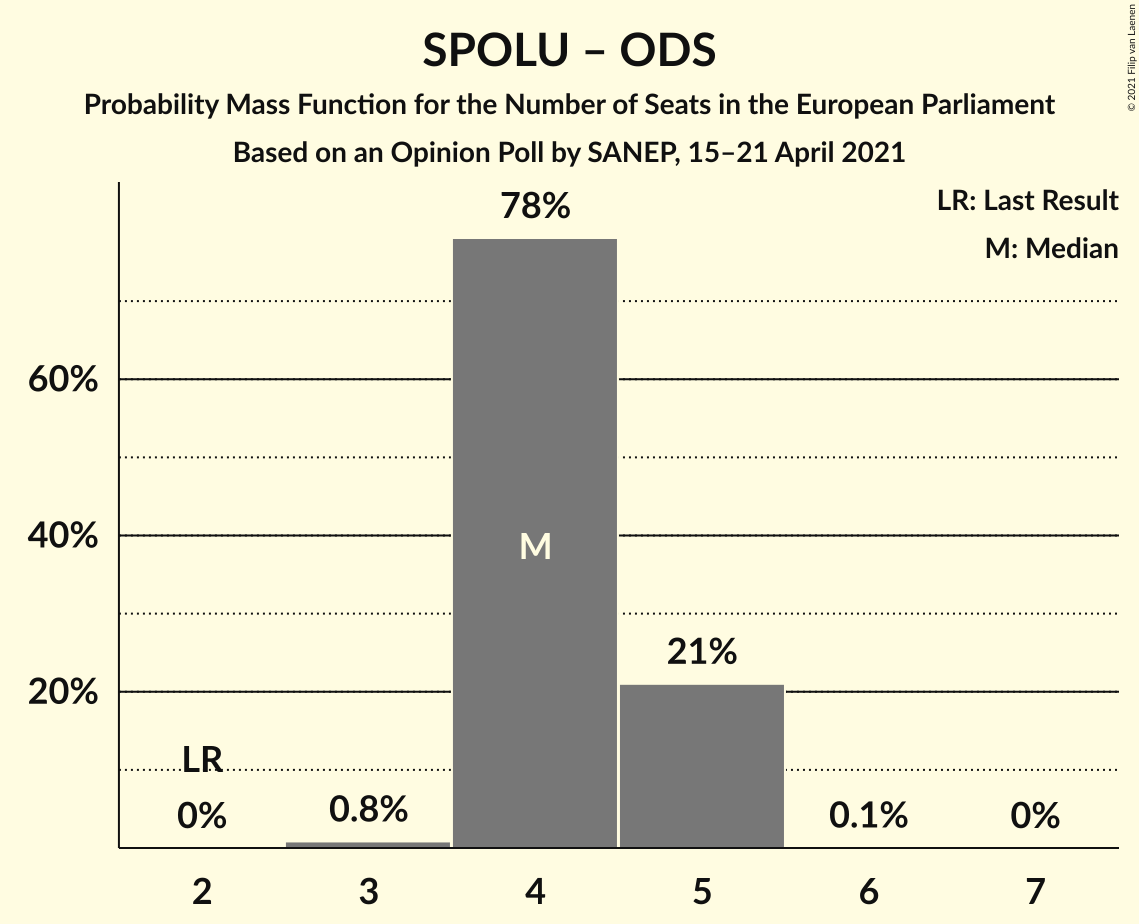 SPOLU – ODS
Probability Mass Function for the Number of Seats in the European Parliament
Based on an Opinion Poll by SANEP, 15–21 April 2021
© 2021 Filip van Laenen
LR: Last Result
M: Median
78%
60%
40%
M
21%
20%
LR
0%
0.8%
0.1%
0%
2
3
4
5
6
7